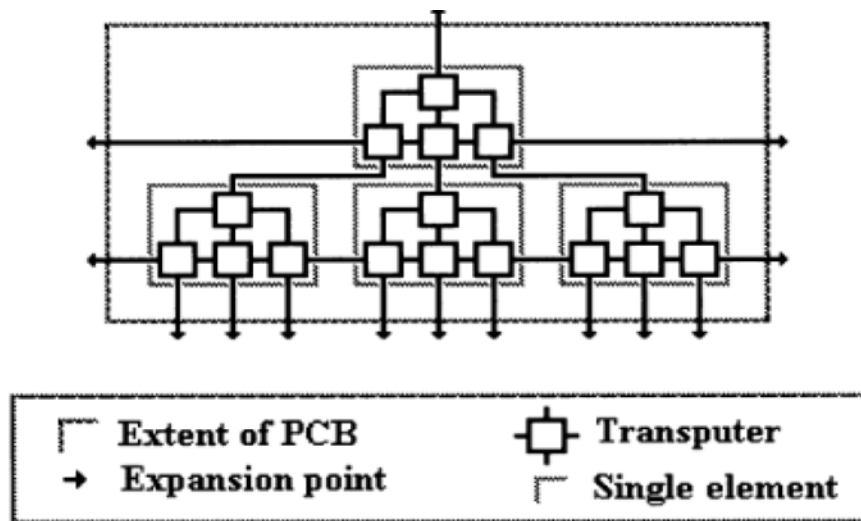 Extent of PCB
Transputer
Expansion point
Single element